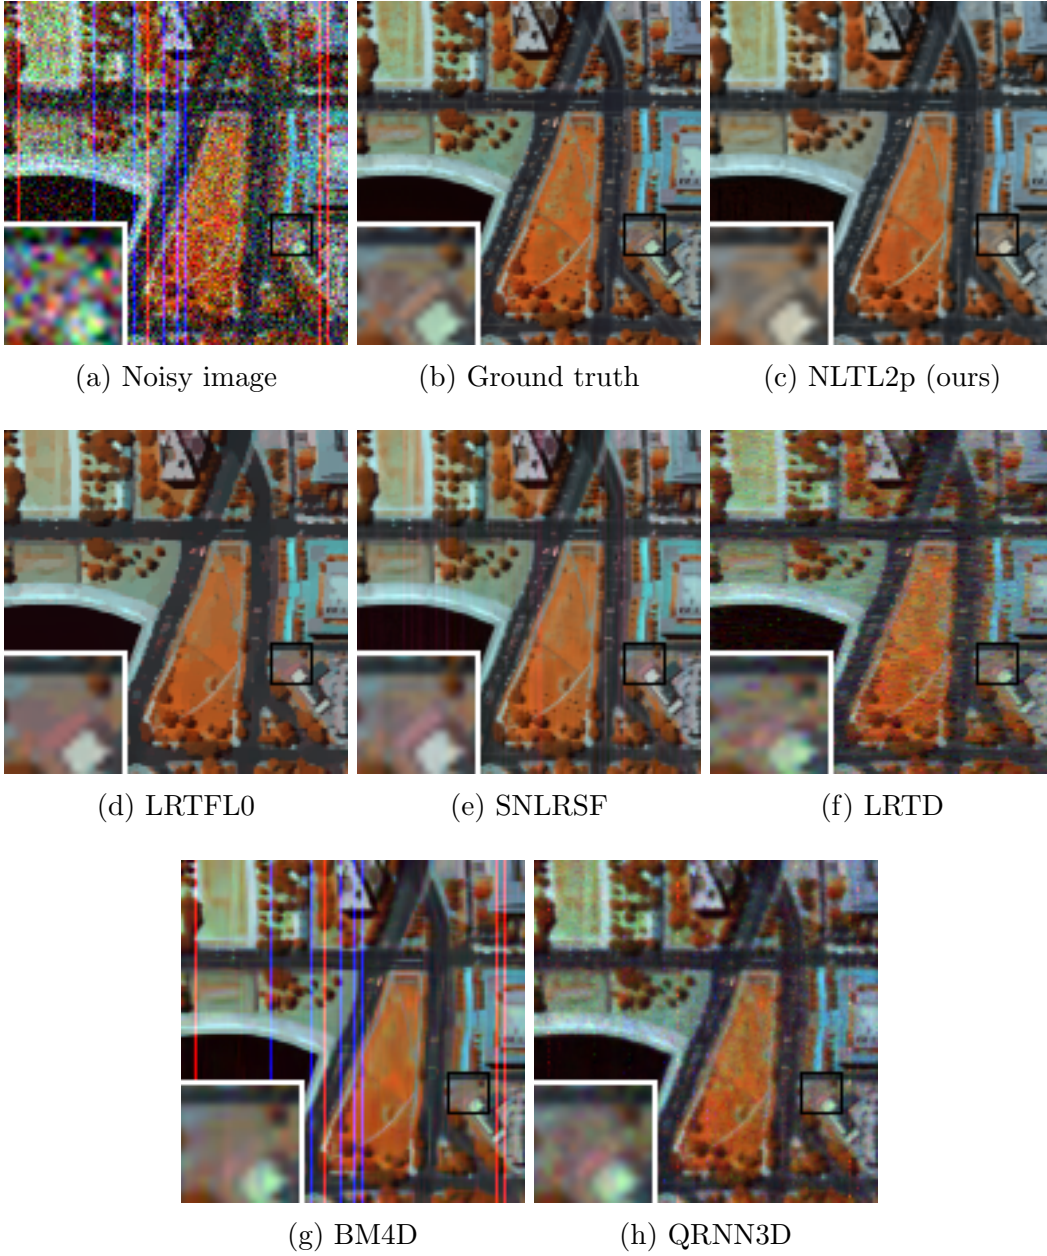 (a) Noisy image
(b) Ground truth
(c) NLTL2p (ours)
(d) LRTFL0
(e) SNLRSF
(f) LRTD
(g) BM4D
(h) QRNN3D